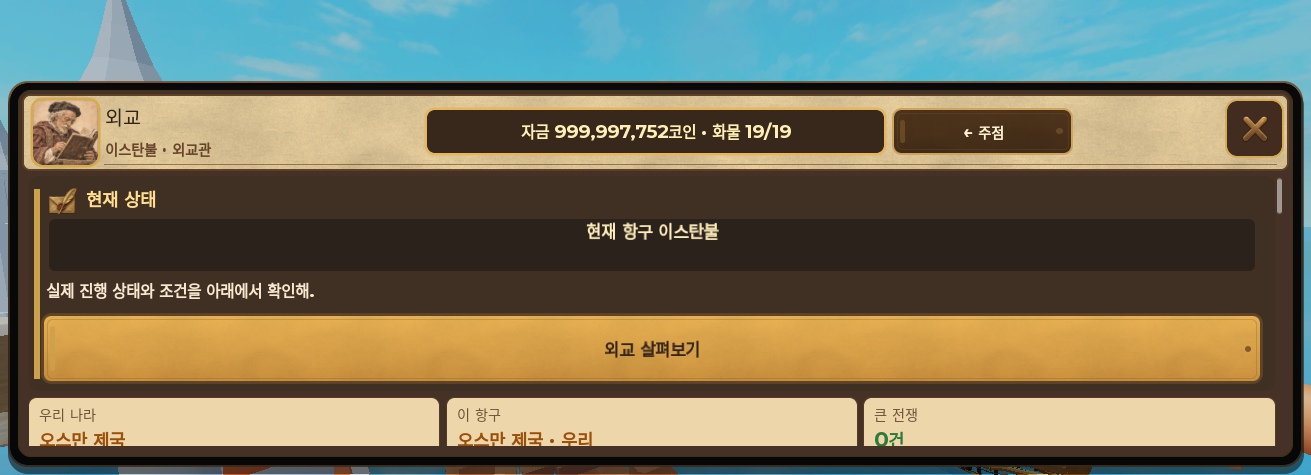 외교
이스탄불 • 외교관
자금 999,997,752코인 • 화물 19/19
← 주점
현재 상태
현재 항구 이스탄불
실제 진행 상태와 조건을 아래에서 확인해.
외교 살펴보기
우리 나라
오스만 제국
이 항구
오스만 제국 • 우리
큰 전쟁
0건